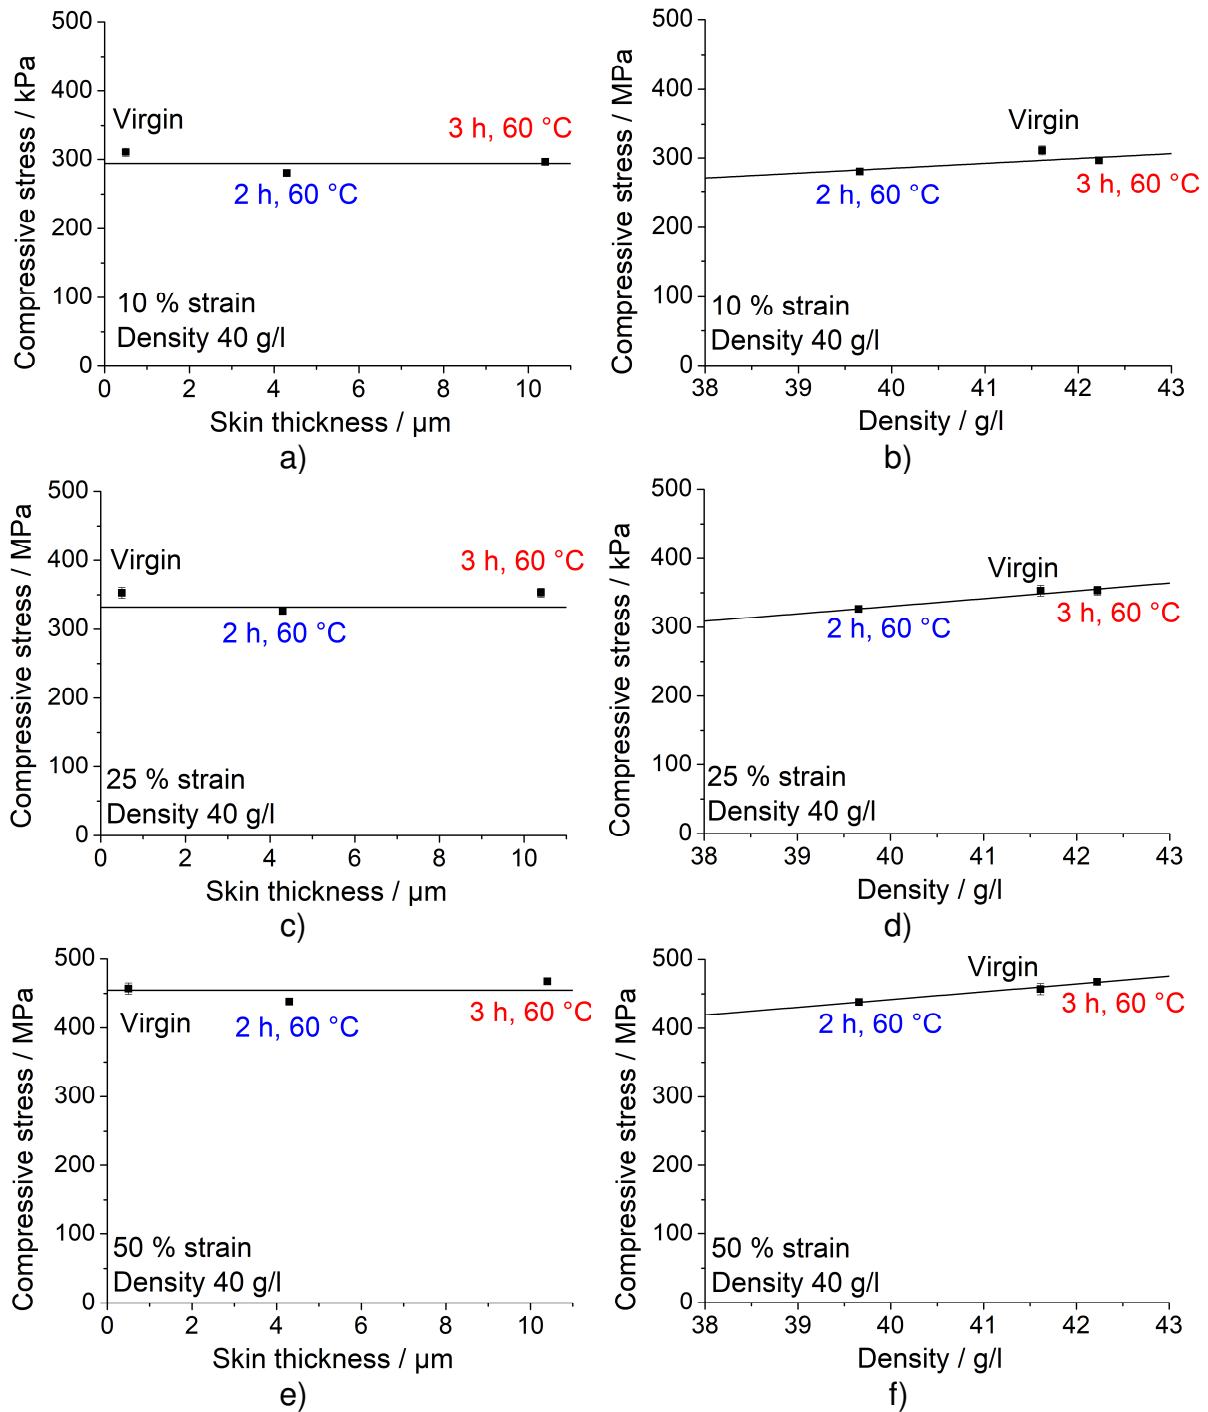 500
400
300
200
100
0
Compressive stress / kPa
Virgin
3 h, 60 °C
2 h, 60 °C
10 % strain
Density 40 g/l
0 2 4 6 8 10
Skin thickness / µm
a)
500
400
300
200
100
0
Compressive stress / MPa
Virgin
2 h, 60 °C
3 h, 60 °C
10 % strain
Density 40 g/l
38 39 40 41 42 43
Density / g/l
b)
500
400
300
200
100
0
Compressive stress / MPa
Virgin
3 h, 60 °C
2 h, 60 °C
25 % strain
Density 40 g/l
0 2 4 6 8 10
Skin thickness / µm
c)
500
400
300
200
100
0
Compressive stress / kPa
Virgin
2 h, 60 °C
3 h, 60 °C
25 % strain
Density 40 g/l
38 39 40 41 42 43
Density / g/l
d)
500
400
300
200
100
0
Compressive stress / MPa
Virgin
2 h, 60 °C
3 h, 60 °C
50 % strain
Density 40 g/l
0 2 4 6 8 10
Skin thickness / µm
e)
500
400
300
200
100
0
Compressive stress / MPa
Virgin
2 h, 60 °C
3 h, 60 °C
50 % strain
Density 40 g/l
38 39 40 41 42 43
Density / g/l
f)